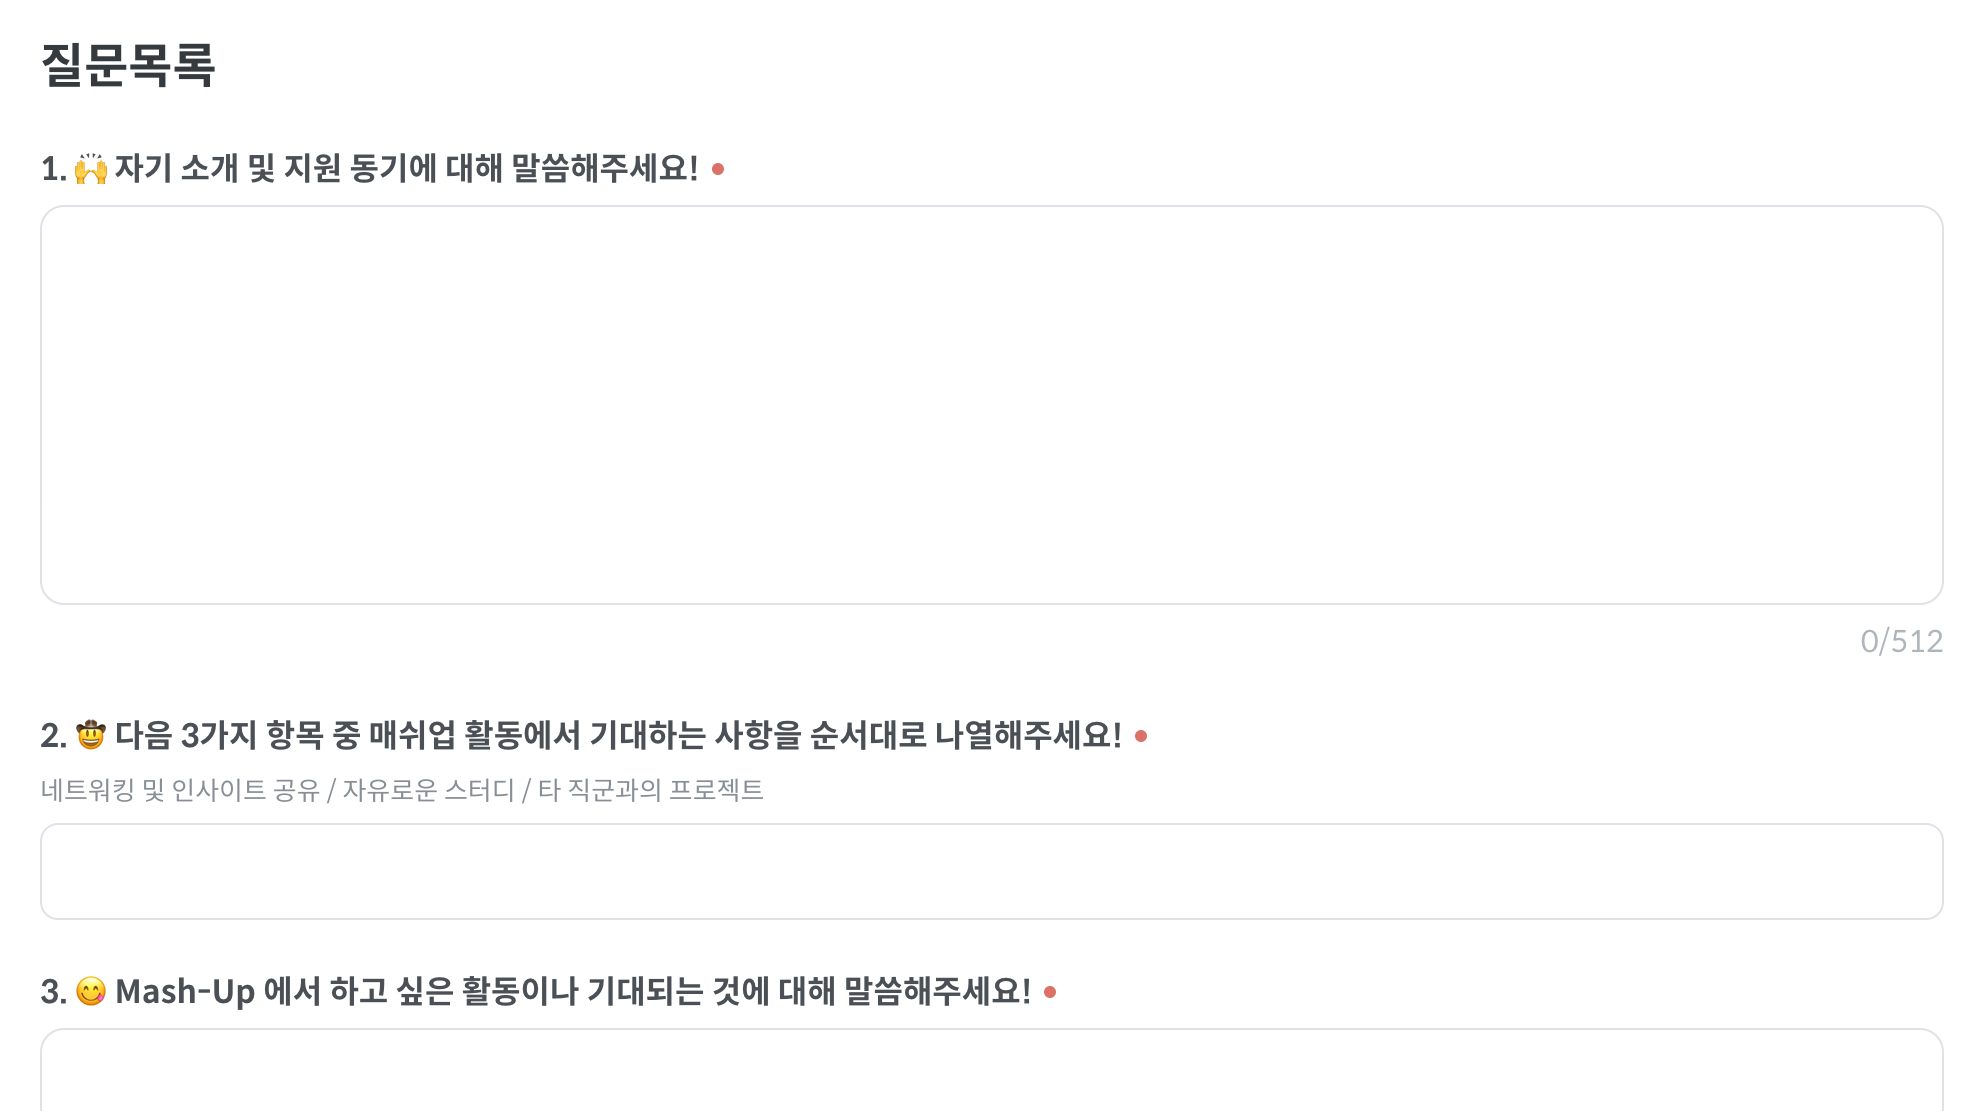 질문목록
1. 🙌 자기 소개 및 지원 동기에 대해 말씀해주세요!
0/512
2. 🤠 다음 3가지 항목 중 매쉬업 활동에서 기대하는 사항을 순서대로 나열해주세요!
네트워킹 및 인사이트 공유 / 자유로운 스터디 / 타 직군과의 프로젝트
3. 😋 Mash-Up 에서 하고 싶은 활동이나 기대되는 것에 대해 말씀해주세요!